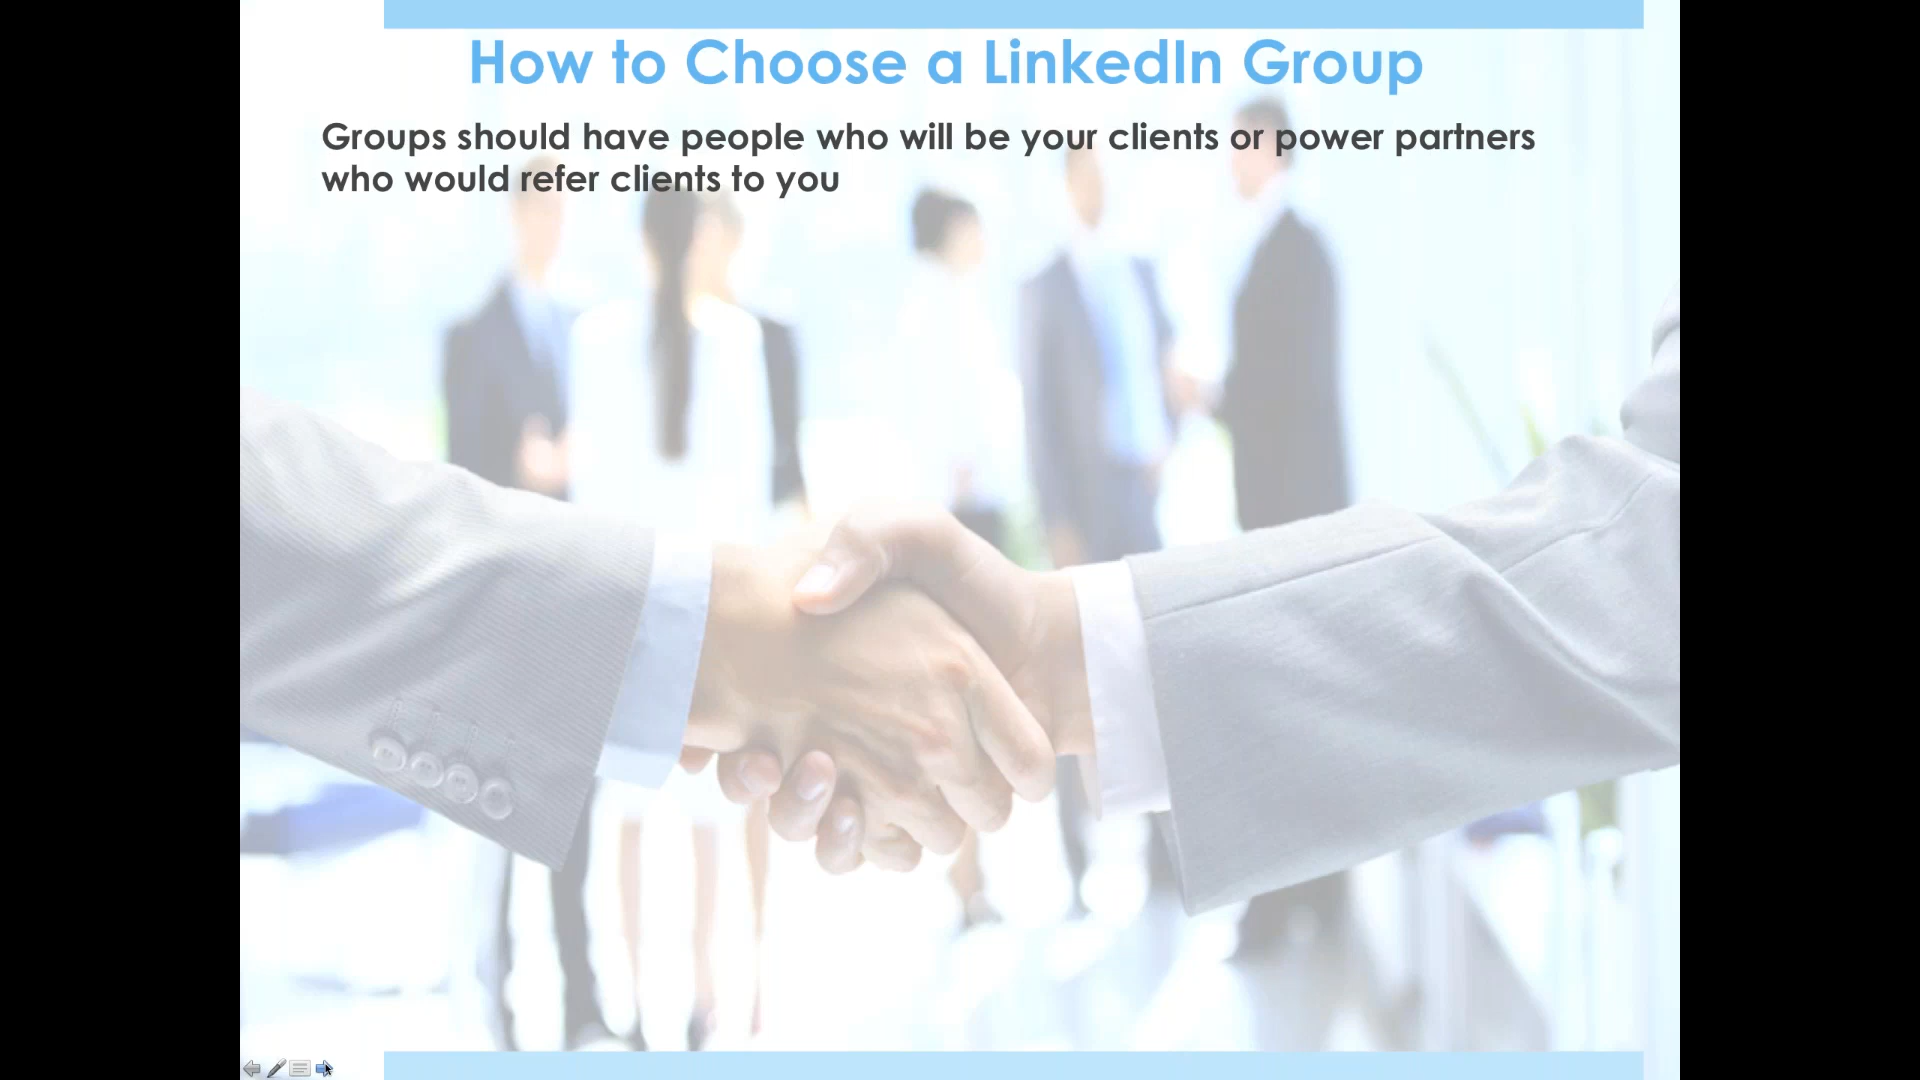 How to Choose a LinkedIn Group
Groups should have people who will be your clients or power partners
who would refer clients to you